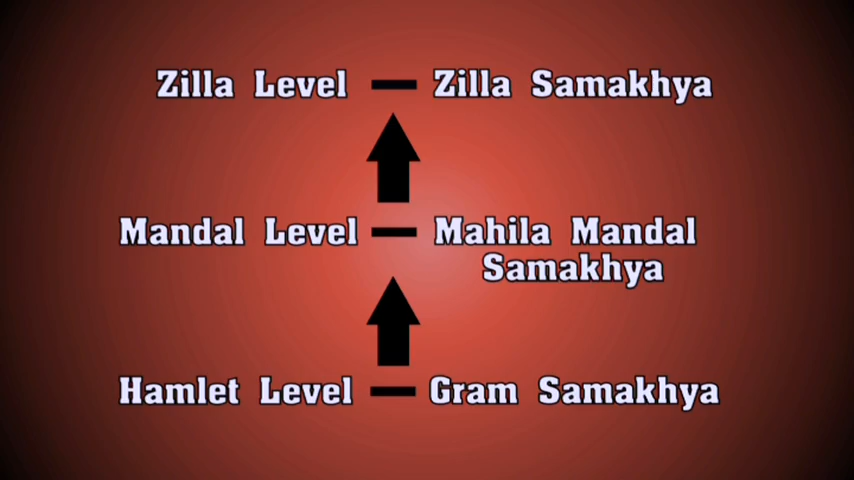 Zilla Level — Zilla Samakhya
Mandal Level — Mahila Mandal
Samakhya
Hamlet Level — Gram Samakhya